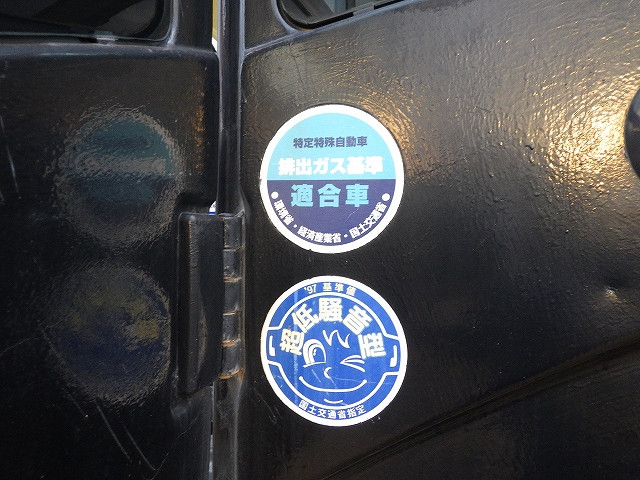 特定特殊自動車
排出ガス基準
適合車
●環境省・経済産業省・国土交通省●
'97 基準値
超低騒音型
国土交通省指定